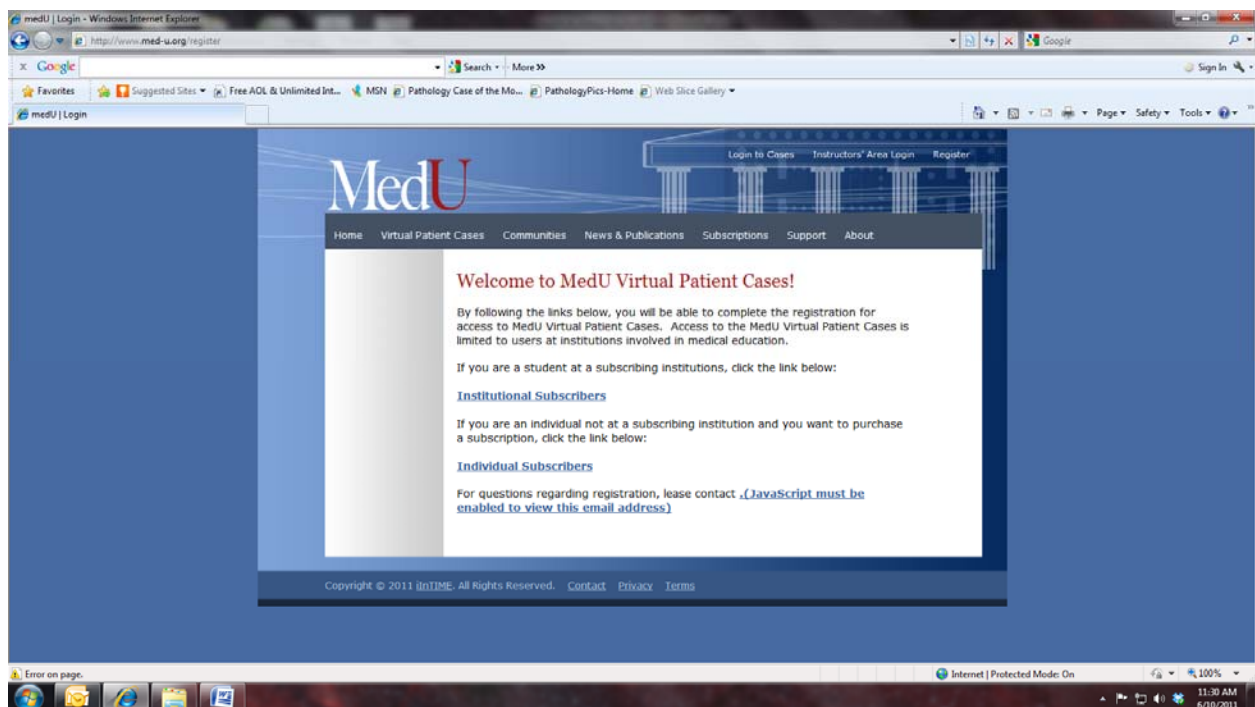 medU | Login - Windows Internet Explorer
http://www.med-u.org/register
Google
x Google
Search
More >>
Sign In
Favorites
Suggested Sites
Free AOL & Unlimited Int...
MSN
Pathology Case of the Mo...
PathologyPics-Home
Web Slice Gallery
medU | Login
Page
Safety
Tools
Login to Cases Instructors' Area Login Register
MedU
Home Virtual Patient Cases Communities News & Publications Subscriptions Support About
Welcome to MedU Virtual Patient Cases!
By following the links below, you will be able to complete the registration for
access to MedU Virtual Patient Cases. Access to the MedU Virtual Patient Cases is
limited to users at institutions involved in medical education.
If you are a student at a subscribing institutions, click the link below:
Institutional Subscribers
If you are an individual not at a subscribing institution and you want to purchase
a subscription, click the link below:
Individual Subscribers
For questions regarding registration, lease contact .(JavaScript must be
enabled to view this email address)
Copyright © 2011 iInTIME. All Rights Reserved. Contact Privacy Terms
Error on page.
Internet | Protected Mode: On
100%
11:30 AM
6/10/2011